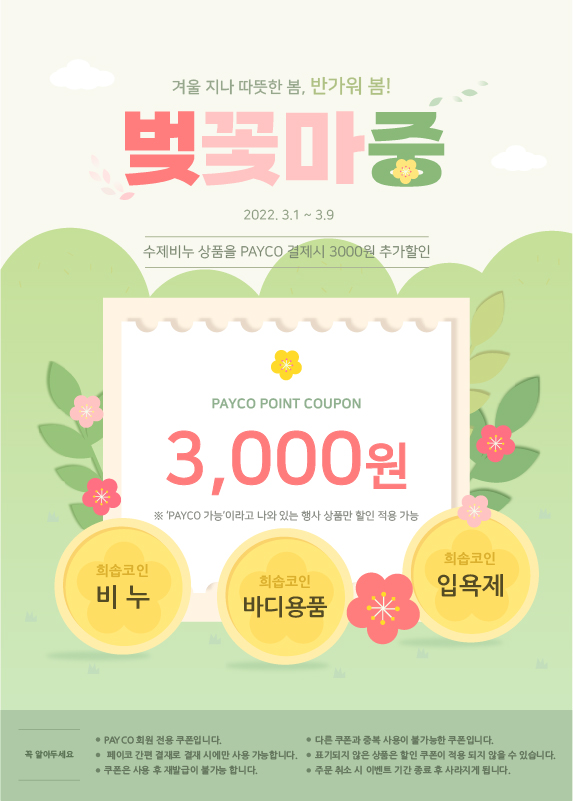 겨울 지나 따뜻한 봄, 반가워 봄!
벚꽃마중
2022. 3.1 ~ 3.9
수제비누 상품을 PAYCO 결제시 3000원 추가할인
PAYCO POINT COUPON
3,000원
※ 'PAYCO 가능'이라고 나와 있는 행사 상품만 할인 적용 가능
희솝코인
비 누
희솝코인
바디용품
희솝코인
입욕제
꼭 알아두세요
● PAYCO 회원 전용 쿠폰입니다.
● 페이코 간편 결재로 결재 시에만 사용 가능합니다.
● 쿠폰은 사용 후 재발급이 불가능 합니다.
● 다른 쿠폰과 중복 사용이 불가능한 쿠폰입니다.
● 표기되지 않은 상품은 할인 쿠폰이 적용 되지 않을 수 있습니다.
● 주문 취소 시 이벤트 기간 종료 후 사라지게 됩니다.